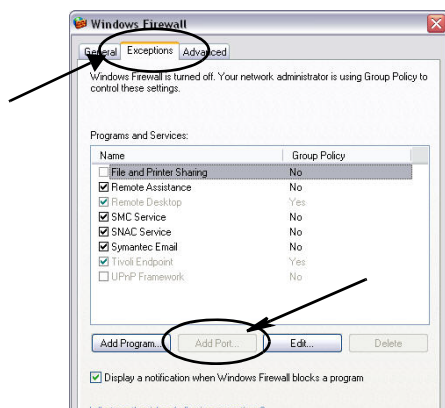 Windows Firewall
General Exceptions Advanced
Windows Firewall is turned off. Your network administrator is using Group Policy to
control these settings.
Programs and Services:
Name Group Policy
File and Printer Sharing No
Remote Assistance No
Remote Desktop Yes
SMC Service No
SNAC Service No
Symantec Email No
Tivoli Endpoint Yes
UPnP Framework No
Add Program... Add Port... Edit... Delete
Display a notification when Windows Firewall blocks a program